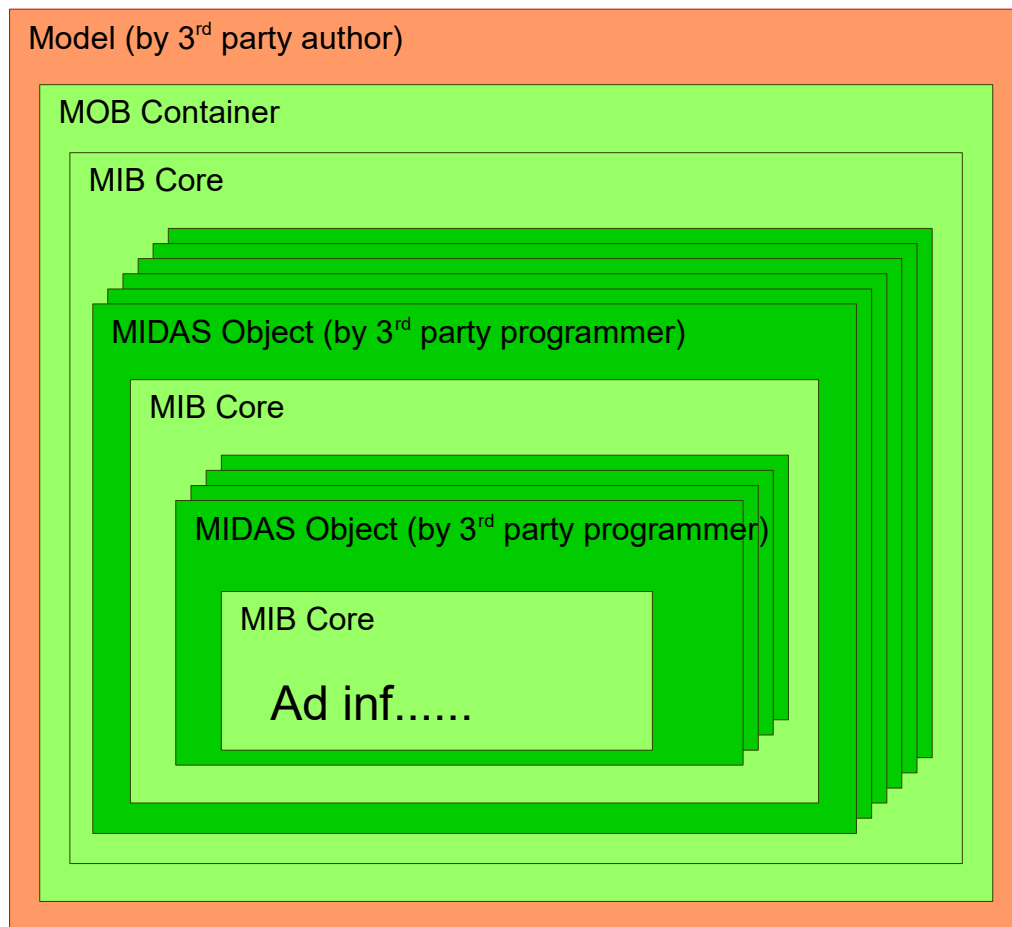 Model (by 3rd party author)
MOB Container
MIB Core
MIDAS Object (by 3rd party programmer)
MIB Core
MIDAS Object (by 3rd party programmer)
MIB Core
Ad inf......